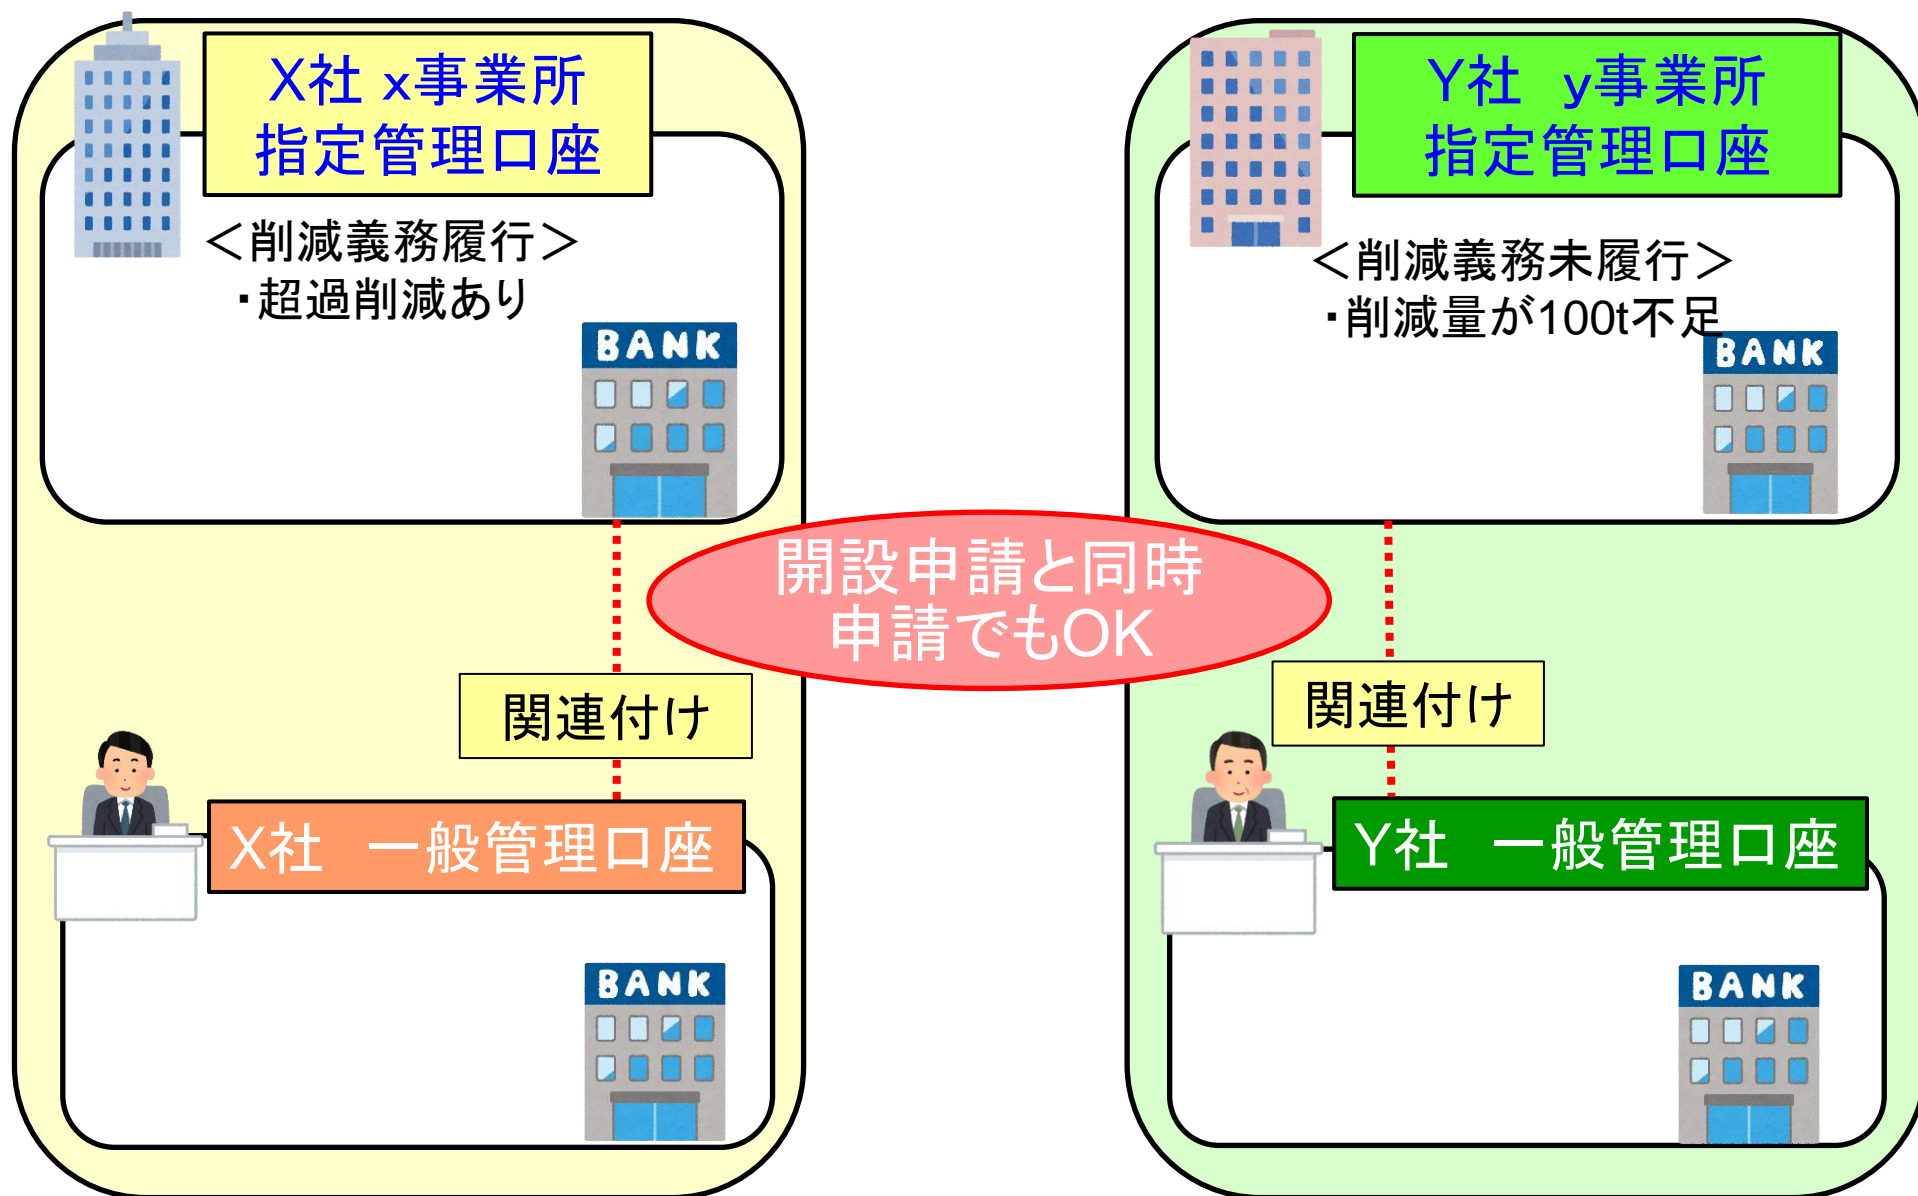 X社 x事業所
指定管理口座
＜削減義務履行＞
・超過削減あり
BANK
Y社　y事業所
指定管理口座
＜削減義務未履行＞
・削減量が100t不足
BANK
開設申請と同時
申請でもOK
関連付け
関連付け
X社　一般管理口座
BANK
Y社　一般管理口座
BANK